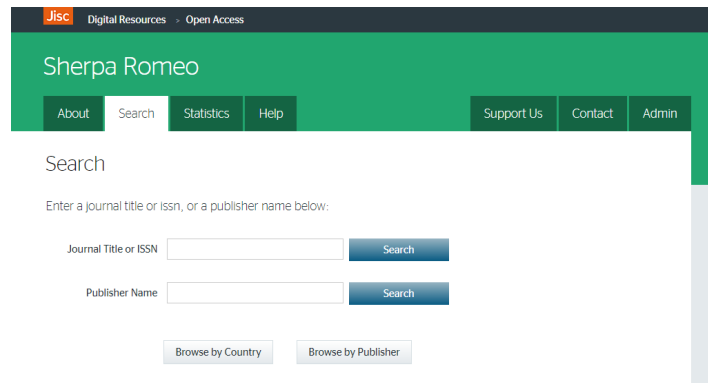 Jisc Digital Resources > Open Access
Sherpa Romeo
About Search Statistics Help Support Us Contact Admin
Search
Enter a journal title or issn, or a publisher name below:
Journal Title or ISSN Search
Publisher Name Search
Browse by Country Browse by Publisher